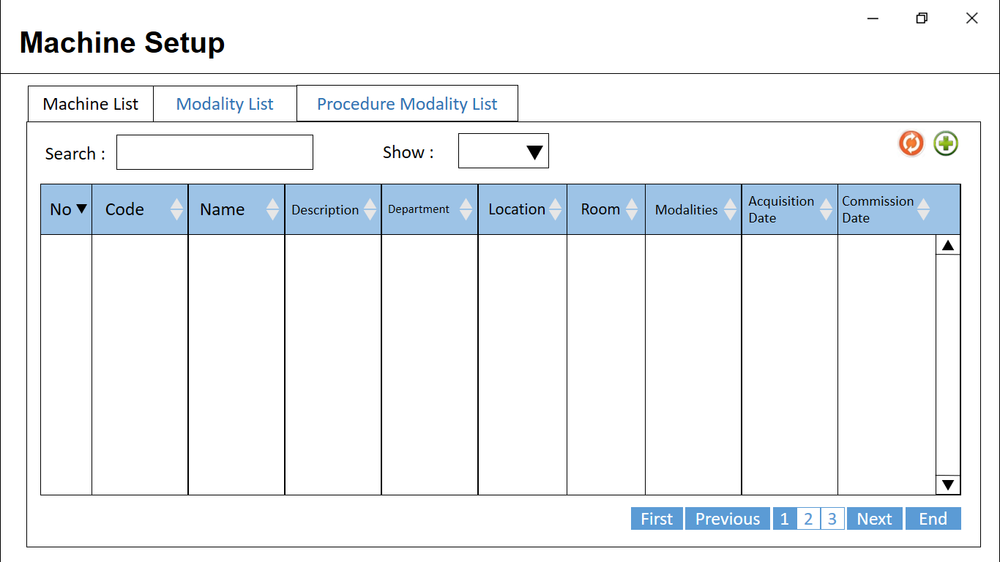 Machine Setup
Machine List
Modality List
Procedure Modality List
Search :
Show :
No
Code
Name
Description
Department
Location
Room
Modalities
Acquisition
Date
Commission
Date
First
Previous
1
2
3
Next
End